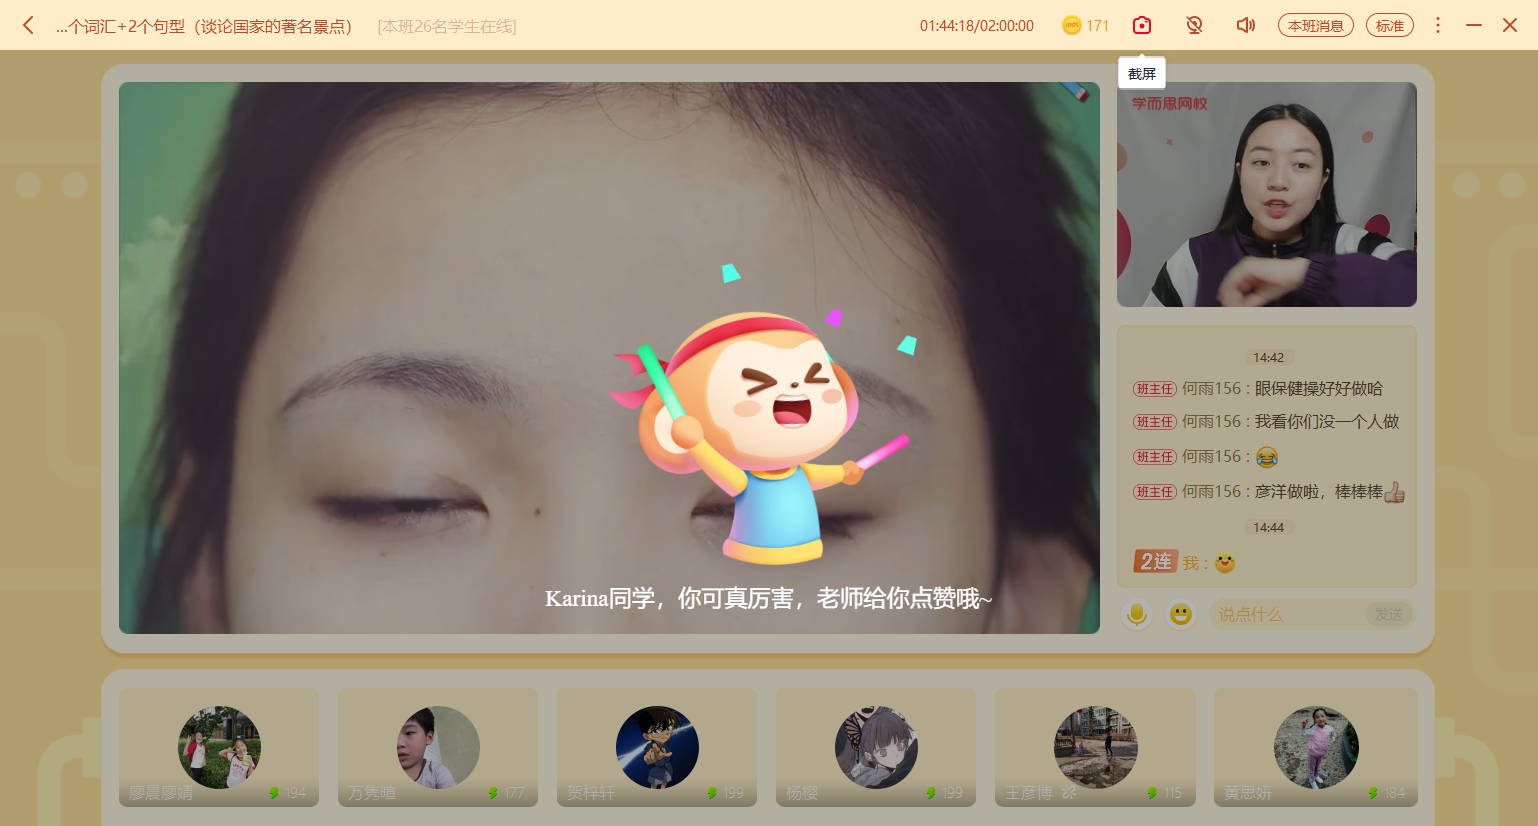 ...个词汇+2个句型（谈论国家的著名景点）
[本班26名学生在线]
01:44:18/02:00:00
171
本班消息
标准
截屏
学而思网校
14:42
班主任 何雨156：眼保健操好好做哈
班主任 何雨156：我看你们没一个人做
班主任 何雨156：😂
班主任 何雨156：彦洋做啦，棒棒棒👍
14:44
2连 我：
说点什么
发送
Karina同学，你可真厉害，老师给你点赞哦~
廖晨廖婧
194
万隽暄
177
贺梓轩
199
杨樱
199
王彦博
115
黄思妍
184